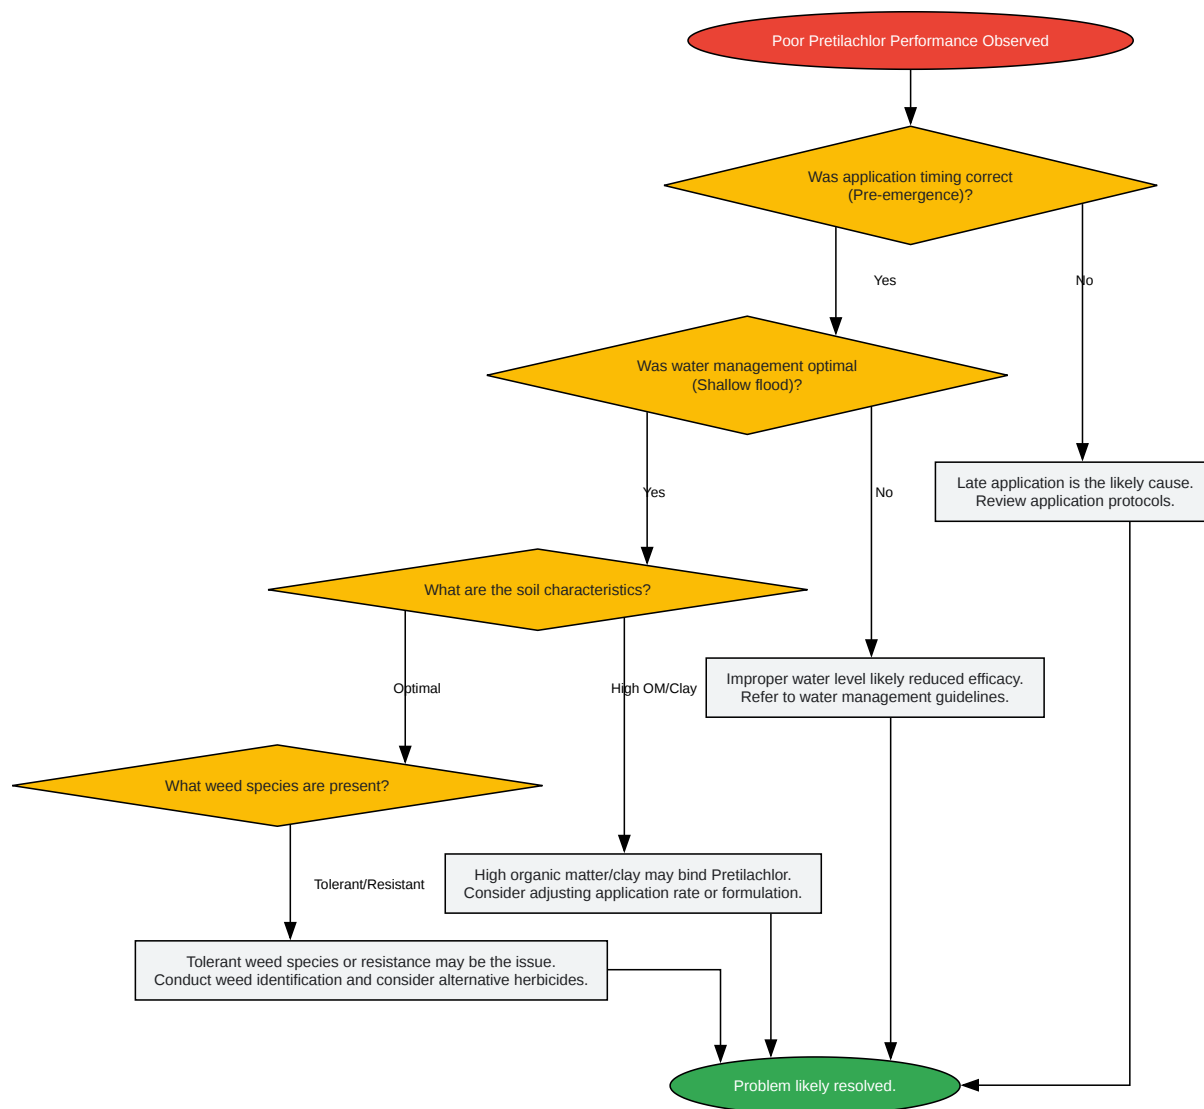 Poor Pretilachlor Performance Observed
Was application timing correct
(Pre-emergence)?
Yes
No
Was water management optimal
(Shallow flood)?
Yes
No
Late application is the likely cause.
Review application protocols.
What are the soil characteristics?
Optimal
High OM/Clay
Improper water level likely reduced efficacy.
Refer to water management guidelines.
What weed species are present?
Tolerant/Resistant
High organic matter/clay may bind Pretilachlor.
Consider adjusting application rate or formulation.
Tolerant weed species or resistance may be the issue.
Conduct weed identification and consider alternative herbicides.
Problem likely resolved.